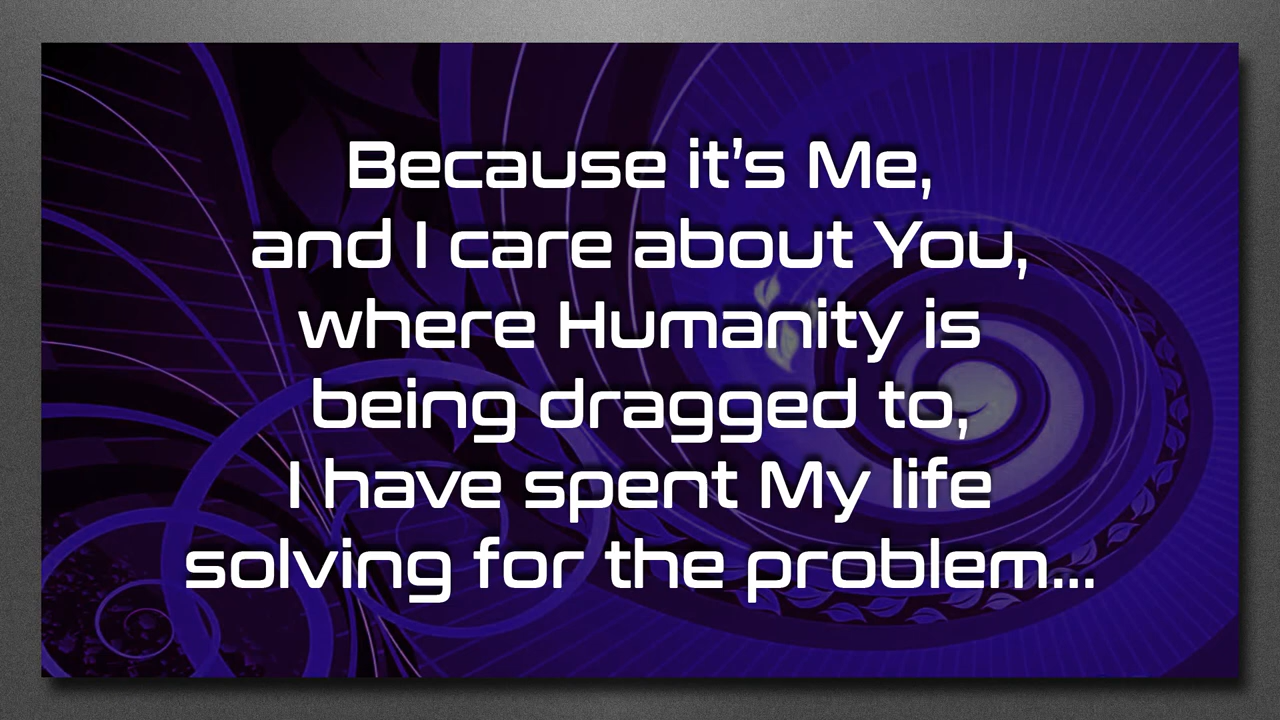 Because it’s Me,
and I care about You,
where Humanity is
being dragged to,
I have spent My life
solving for the problem...